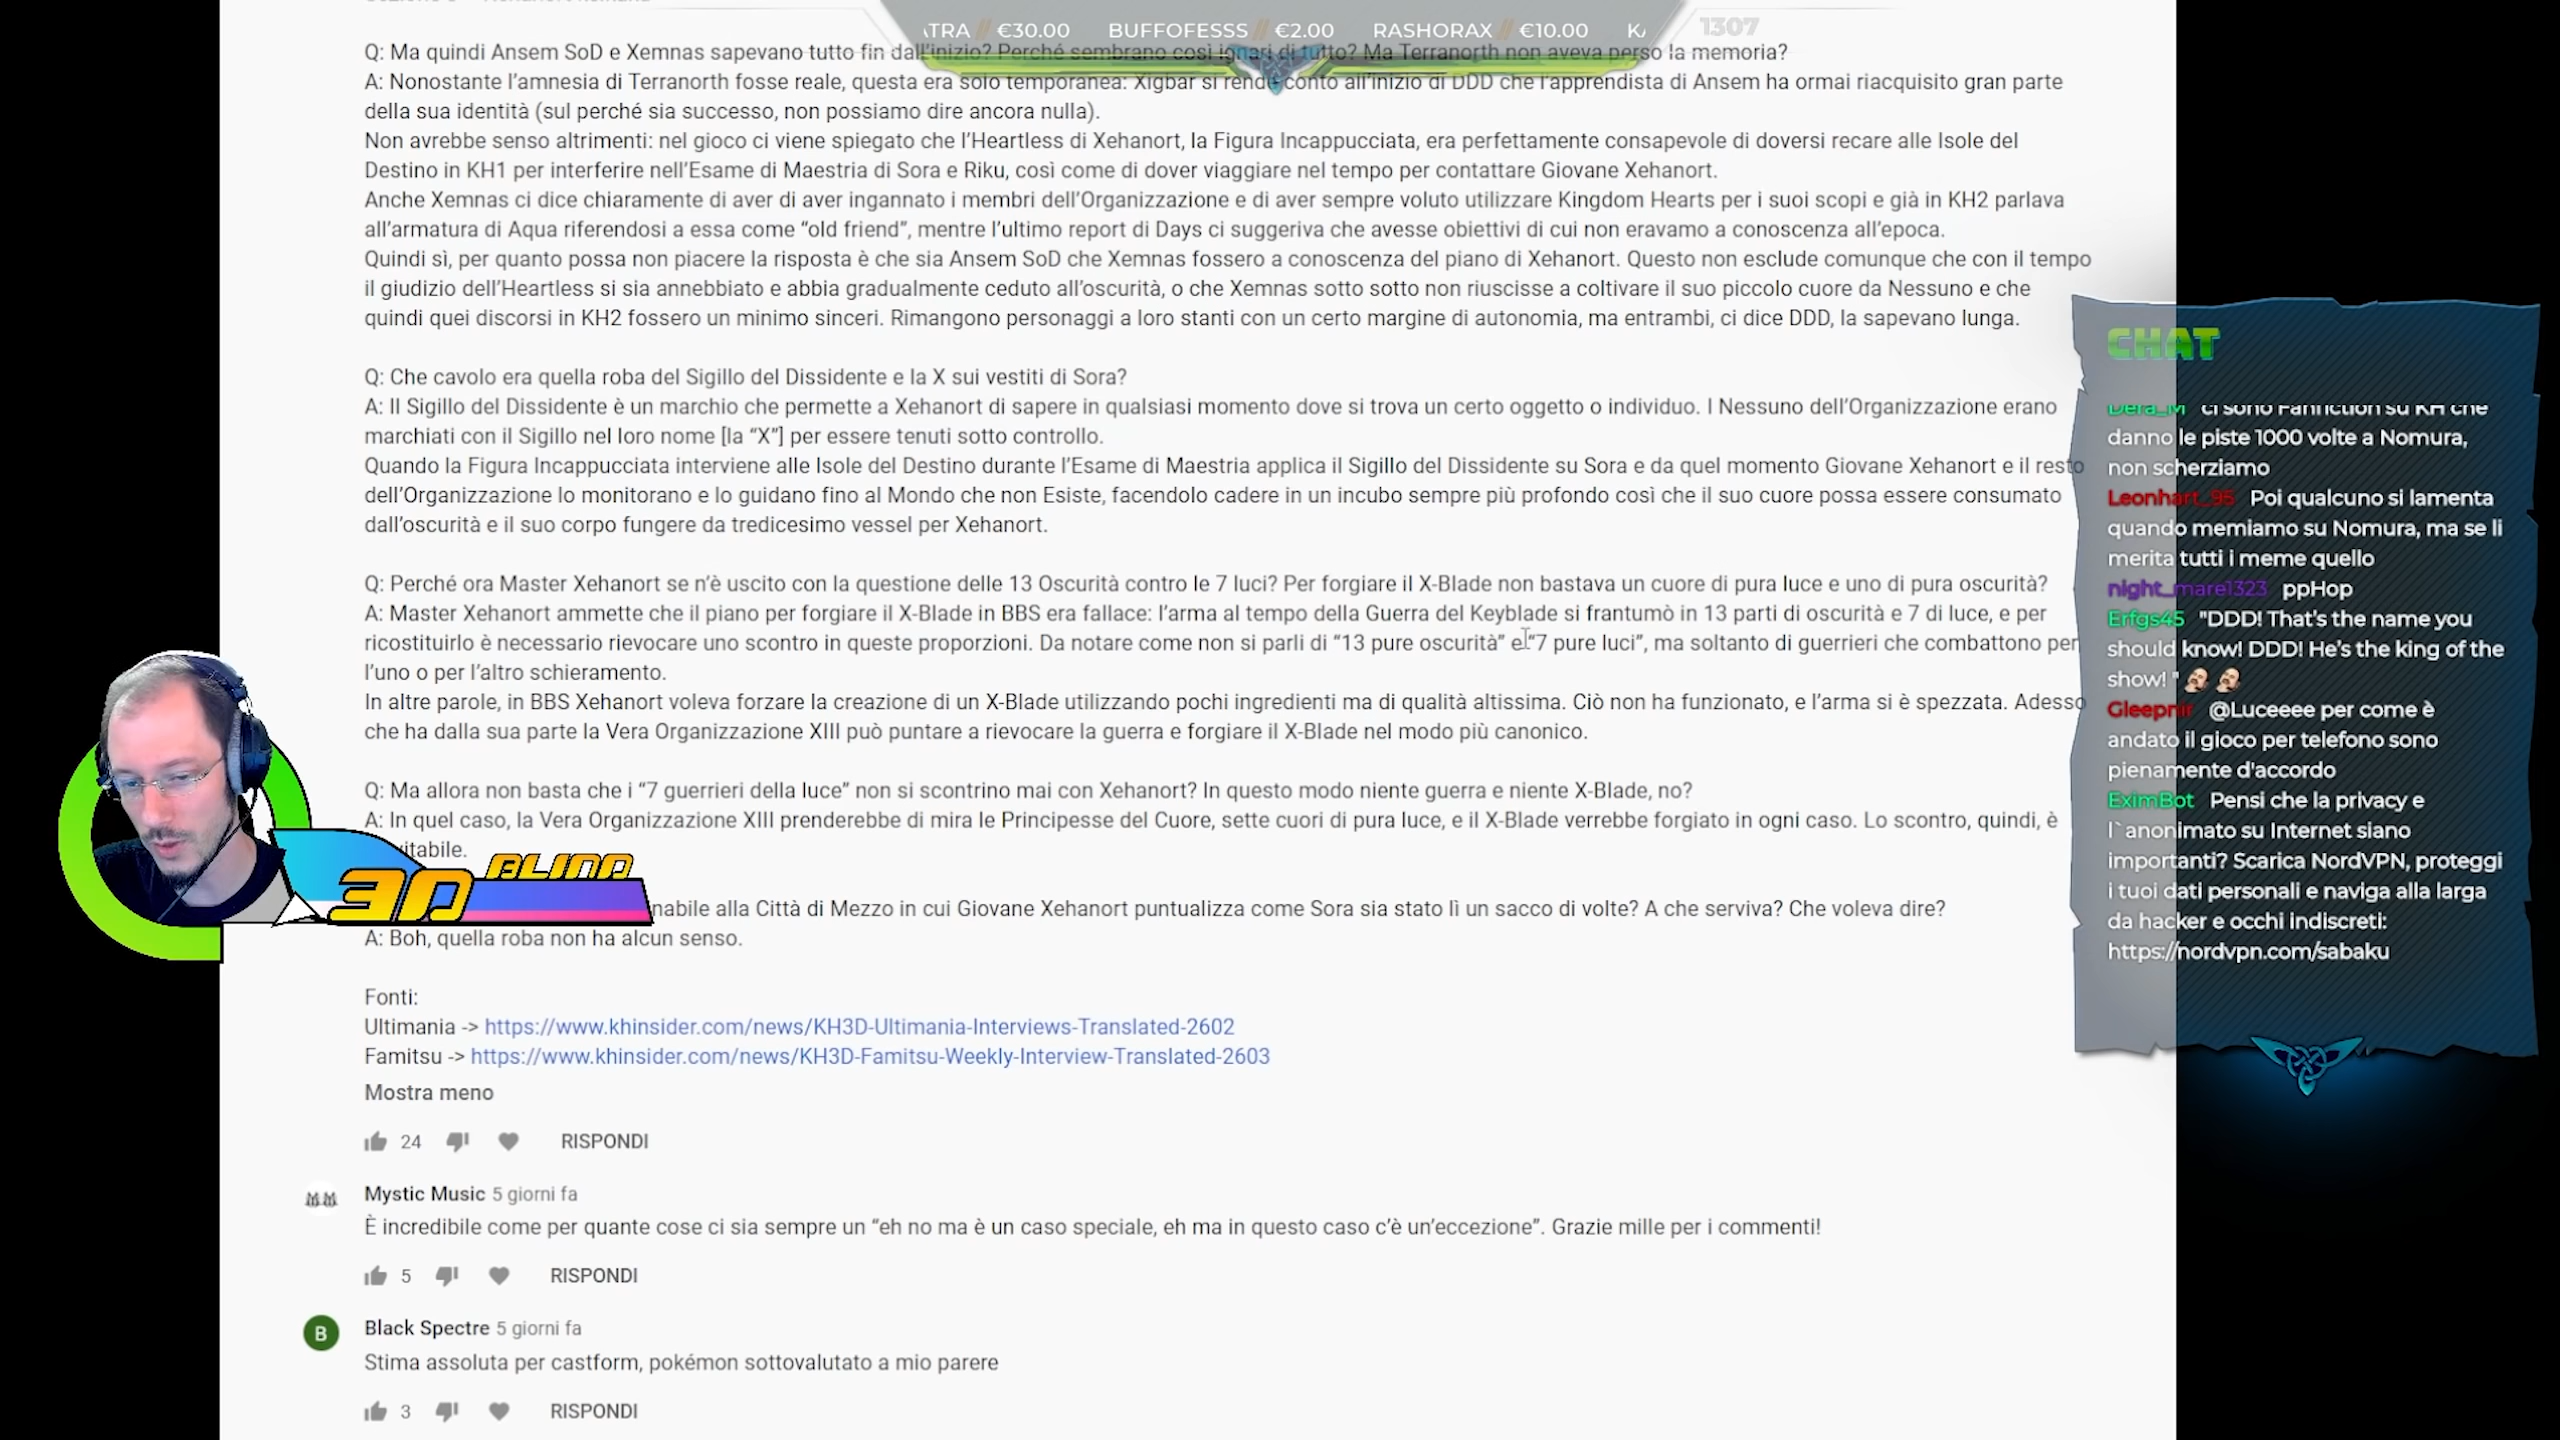 ATRA // €30.00 BUFFOFESSS // €2.00 RASHORAX // €10.00
1307
Q: Ma quindi Ansem SoD e Xemnas sapevano tutto fin dall'inizio? Perché sembrano così ignari di tutto? Ma Terranorth non aveva perso la memoria?
A: Nonostante l'amnesia di Terranorth fosse reale, questa era solo temporanea: Xigbar si rende conto all'inizio di DDD che l'apprendista di Ansem ha ormai riacquisito gran parte
della sua identità (sul perché sia successo, non possiamo dire ancora nulla).
Non avrebbe senso altrimenti: nel gioco ci viene spiegato che l'Heartless di Xehanort, la Figura Incappucciata, era perfettamente consapevole di doversi recare alle Isole del
Destino in KH1 per interferire nell'Esame di Maestria di Sora e Riku, così come di dover viaggiare nel tempo per contattare Giovane Xehanort.
Anche Xemnas ci dice chiaramente di aver di aver ingannato i membri dell'Organizzazione e di aver sempre voluto utilizzare Kingdom Hearts per i suoi scopi e già in KH2 parlava
all'armatura di Aqua riferendosi a essa come “old friend”, mentre l'ultimo report di Days ci suggeriva che avesse obiettivi di cui non eravamo a conoscenza all'epoca.
Quindi sì, per quanto possa non piacere la risposta è che sia Ansem SoD che Xemnas fossero a conoscenza del piano di Xehanort. Questo non esclude comunque che con il tempo
il giudizio dell'Heartless si sia annebbiato e abbia gradualmente ceduto all'oscurità, o che Xemnas sotto sotto non riuscisse a coltivare il suo piccolo cuore da Nessuno e che
quindi quei discorsi in KH2 fossero un minimo sinceri. Rimangono personaggi a loro stanti con un certo margine di autonomia, ma entrambi, ci dice DDD, la sapevano lunga.
Q: Che cavolo era quella roba del Sigillo del Dissidente e la X sui vestiti di Sora?
A: Il Sigillo del Dissidente è un marchio che permette a Xehanort di sapere in qualsiasi momento dove si trova un certo oggetto o individuo. I Nessuno dell'Organizzazione erano
marchiati con il Sigillo nel loro nome [la “X”] per essere tenuti sotto controllo.
Quando la Figura Incappucciata interviene alle Isole del Destino durante l'Esame di Maestria applica il Sigillo del Dissidente su Sora e da quel momento Giovane Xehanort e il resto
dell'Organizzazione lo monitorano e lo guidano fino al Mondo che non Esiste, facendolo cadere in un incubo sempre più profondo così che il suo cuore possa essere consumato
dall'oscurità e il suo corpo fungere da tredicesimo vessel per Xehanort.
Q: Perché ora Master Xehanort se n'è uscito con la questione delle 13 Oscurità contro le 7 luci? Per forgiare il X-Blade non bastava un cuore di pura luce e uno di pura oscurità?
A: Master Xehanort ammette che il piano per forgiare il X-Blade in BBS era fallace: l'arma al tempo della Guerra del Keyblade si frantumò in 13 parti di oscurità e 7 di luce, e per
ricostituirlo è necessario rievocare uno scontro in queste proporzioni. Da notare come non si parli di “13 pure oscurità” e “7 pure luci”, ma soltanto di guerrieri che combattono per
l'uno o per l'altro schieramento.
In altre parole, in BBS Xehanort voleva forzare la creazione di un X-Blade utilizzando pochi ingredienti ma di qualità altissima. Ciò non ha funzionato, e l'arma si è spezzata. Adesso
che ha dalla sua parte la Vera Organizzazione XIII può puntare a rievocare la guerra e forgiare il X-Blade nel modo più canonico.
Q: Ma allora non basta che i “7 guerrieri della luce” non si scontrino mai con Xehanort? In questo modo niente guerra e niente X-Blade, no?
A: In quel caso, la Vera Organizzazione XIII prenderebbe di mira le Principesse del Cuore, sette cuori di pura luce, e il X-Blade verrebbe forgiato in ogni caso. Lo scontro, quindi, è
itabile.
nabile alla Città di Mezzo in cui Giovane Xehanort puntualizza come Sora sia stato lì un sacco di volte? A che serviva? Che voleva dire?
A: Boh, quella roba non ha alcun senso.
Fonti:
Ultimania -> https://www.khinsider.com/news/KH3D-Ultimania-Interviews-Translated-2602
Famitsu -> https://www.khinsider.com/news/KH3D-Famitsu-Weekly-Interview-Translated-2603
Mostra meno
24 RISPONDI
Mystic Music 5 giorni fa
È incredibile come per quante cose ci sia sempre un “eh no ma è un caso speciale, eh ma in questo caso c'è un'eccezione”. Grazie mille per i commenti!
5 RISPONDI
B
Black Spectre 5 giorni fa
Stima assoluta per castform, pokémon sottovalutato a mio parere
3 RISPONDI
BLIND
3D
CHAT
Dera_M ci sono Fanfiction su KH che
danno le piste 1000 volte a Nomura,
non scherziamo
Leonhart_95 Poi qualcuno si lamenta
quando memiamo su Nomura, ma se li
merita tutti i meme quello
night_mare1323 ppHop
Erfgs45 "DDD! That's the name you
should know! DDD! He's the king of the
show! "
Gleepnir @Luceeee per come è
andato il gioco per telefono sono
pienamente d'accordo
EximBot Pensi che la privacy e
l`anonimato su Internet siano
importanti? Scarica NordVPN, proteggi
i tuoi dati personali e naviga alla larga
da hacker e occhi indiscreti:
https://nordvpn.com/sabaku